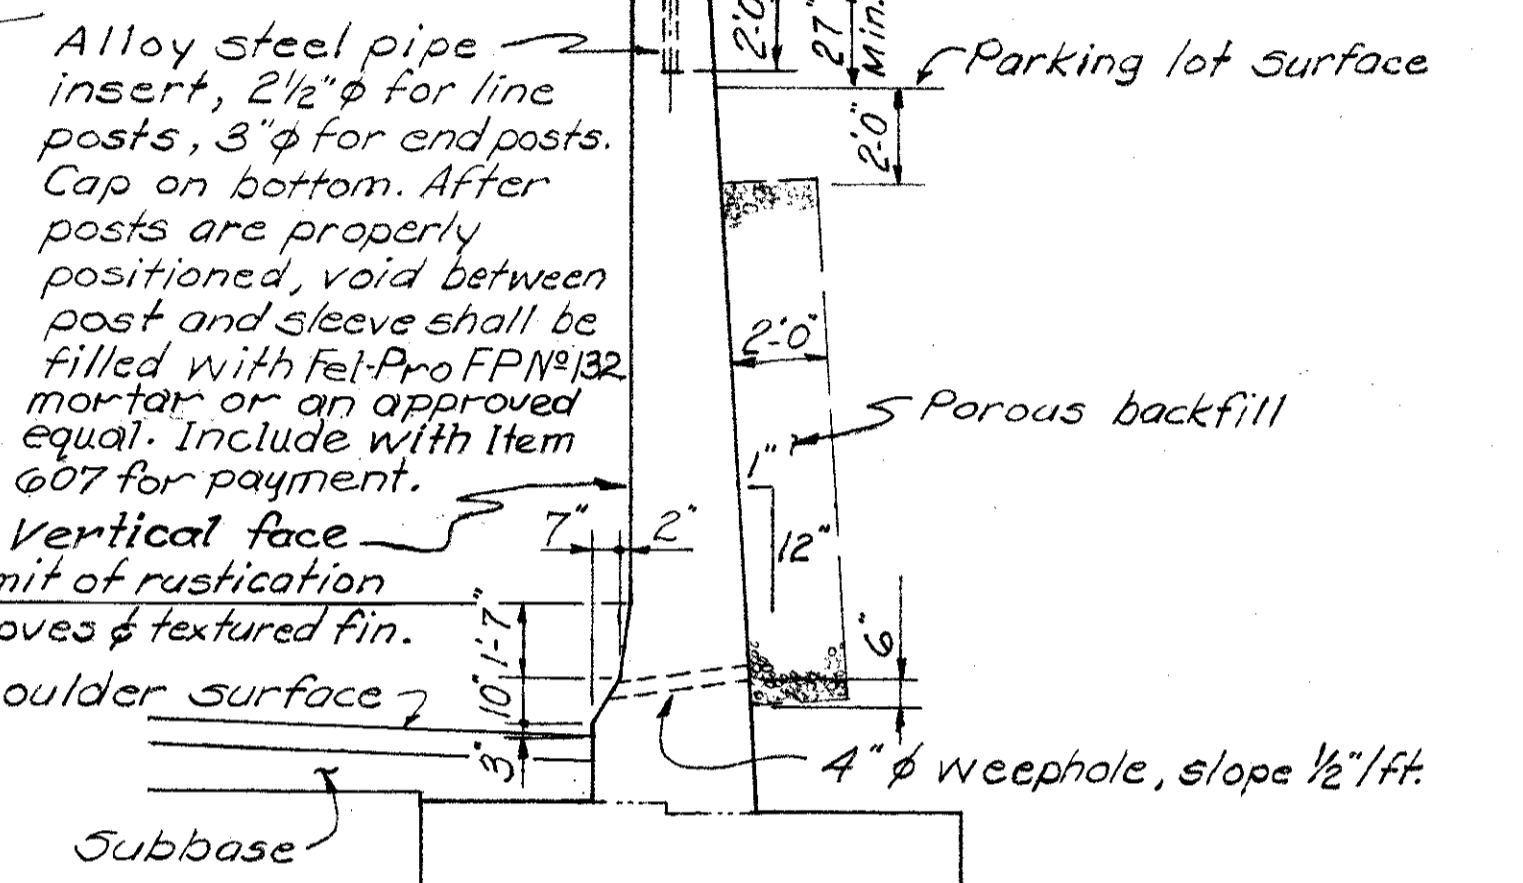 Alloy steel pipe
insert, 2½"φ for line
posts, 3"φ for end posts.
Cap on bottom. After
posts are properly
positioned, void between
post and sleeve shall be
filled with Fel-Pro FP Nº 132
mortar or an approved
equal. Include with Item
607 for payment.
Vertical face
mit of rustication
oves & textured fin.
oulder surface
Subbase
2'-0
27"
Min.
Parking lot surface
2'-0"
2'-0"
Porous backfill
1"
12"
7"
2"
1'-7"
10"
3"
6"
4"φ weephole, slope ½"/ft.